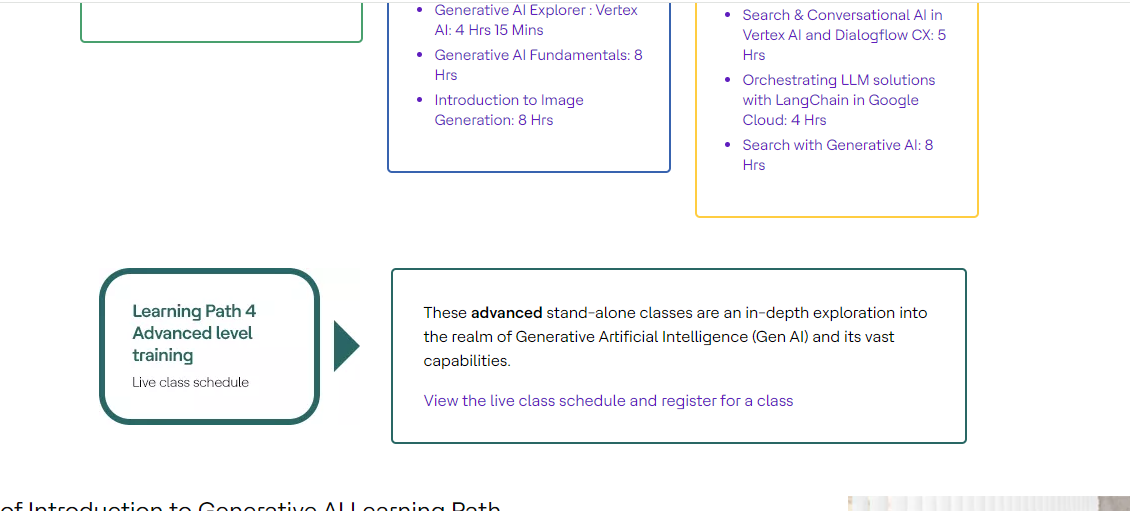 Generative AI Explorer : Vertex
AI: 4 Hrs 15 Mins
Generative AI Fundamentals: 8
Hrs
Introduction to Image
Generation: 8 Hrs
Search & Conversational AI in
Vertex AI and Dialogflow CX: 5
Hrs
Orchestrating LLM solutions
with LangChain in Google
Cloud: 4 Hrs
Search with Generative AI: 8
Hrs
Learning Path 4
Advanced level
training
Live class schedule
These advanced stand-alone classes are an in-depth exploration into
the realm of Generative Artificial Intelligence (Gen AI) and its vast
capabilities.
View the live class schedule and register for a class
of Introduction to Generative AI Learning Path